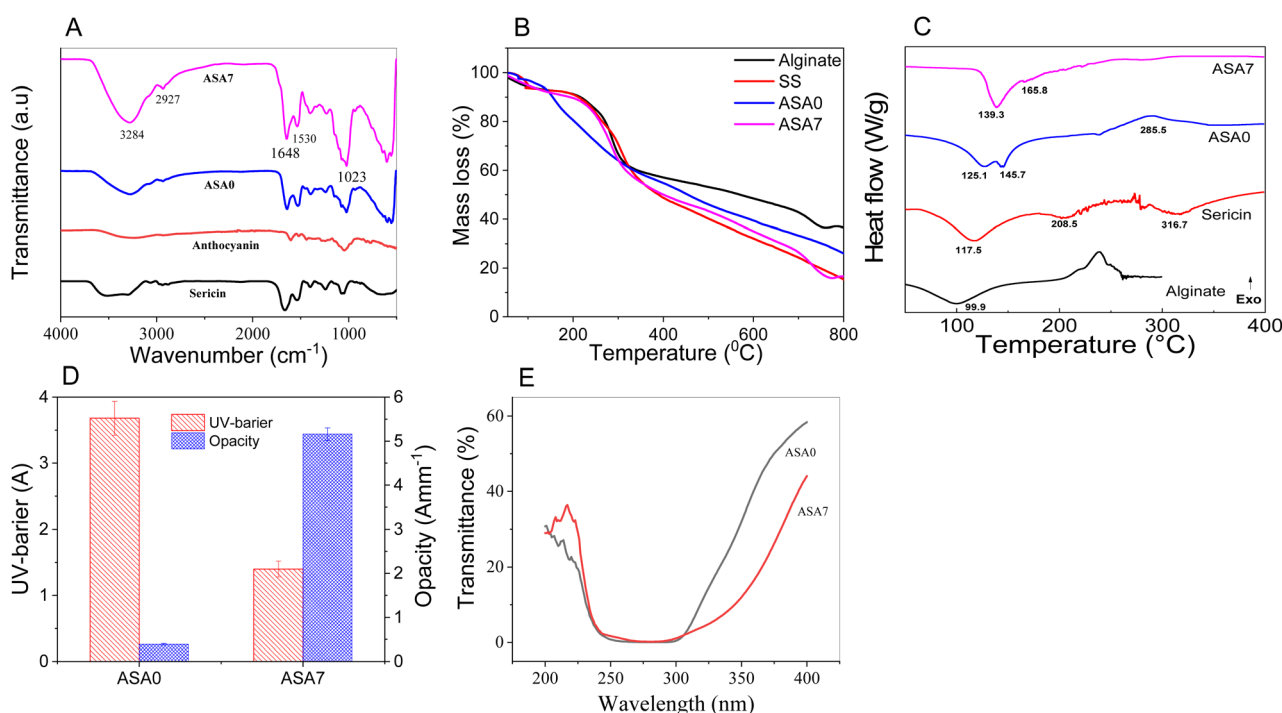 A
Transmittance (a.u)
ASA7
2927
3284
1530
1648
1023
ASA0
Anthocyanin
Sericin
4000
3000
2000
1000
Wavenumber (cm-1)
B
Alginate
SS
ASA0
ASA7
Mass loss (%)
100
80
60
40
20
0
200
400
600
800
Temperature (0C)
C
Heat flow (W/g)
ASA7
165.8
139.3
285.5
ASA0
125.1
145.7
Sericin
208.5
316.7
117.5
Alginate
99.9
Exo
100
200
300
400
Temperature (°C)
D
UV-barier (A)
4
3
2
1
0
UV-barier
Opacity
6
5
4
3
2
1
0
Opacity (Amm-1)
ASA0
ASA7
E
Transmittance (%)
60
40
20
0
ASA0
ASA7
200
250
300
350
400
Wavelength (nm)